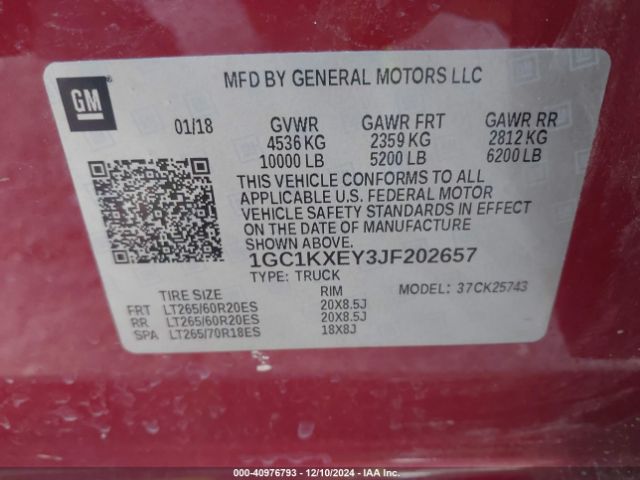 GM
MFD BY GENERAL MOTORS LLC
01/18 GVWR GAWR FRT GAWR RR
4536 KG 2359 KG 2812 KG
10000 LB 5200 LB 6200 LB
THIS VEHICLE CONFORMS TO ALL
APPLICABLE U.S. FEDERAL MOTOR
VEHICLE SAFETY STANDARDS IN EFFECT
ON THE DATE OF MANUFACTURE
SHOWN ABOVE.
1GC1KXEY3JF202657
TYPE: TRUCK
TIRE SIZE RIM MODEL: 37CK25743
FRT LT265/60R20ES 20X8.5J
RR LT265/60R20ES 20X8.5J
SPA LT265/70R18ES 18X8J
000-40976793 - 12/10/2024 - IAA Inc.